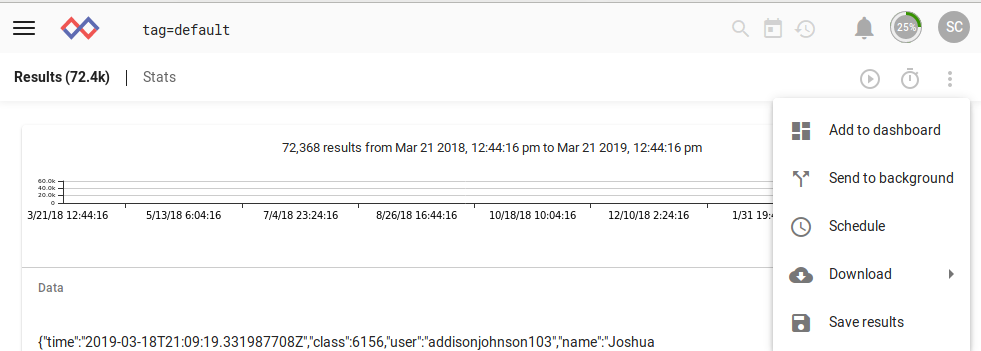 tag=default
25%
SC
Results (72.4k)
Stats
Add to dashboard
Send to background
Schedule
Download
Save results
72,368 results from Mar 21 2018, 12:44:16 pm to Mar 21 2019, 12:44:16 pm
60.0k
40.0k
20.0k
0
3/21/18 12:44:16 5/13/18 6:04:16 7/4/18 23:24:16 8/26/18 16:44:16 10/18/18 10:04:16 12/10/18 2:24:16 1/31 19:4
Data
{"time":"2019-03-18T21:09:19.331987708Z","class":6156,"user":"addisonjohnson103","name":"Joshua